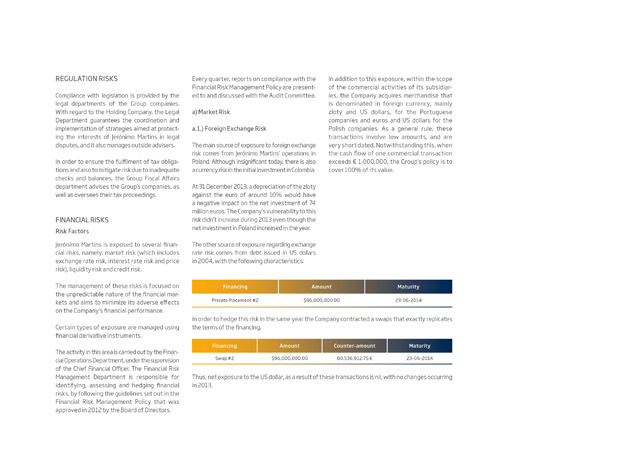 REGULATION RISKS
Compliance with legislation is provided by the
legal departments of the Group companies.
With regard to the Holding Company, the Legal
Department guarantees the coordination and
implementation of strategies aimed at protect-
ing the interests of Jerónimo Martins in legal
disputes, and it also manages outside advisers.
In order to ensure the fulfilment of tax obliga-
tions and also to mitigate risk due to inadequate
checks and balances, the Group Fiscal Affairs
department advises the Group's companies, as
well as oversees their tax proceedings.
FINANCIAL RISKS
Risk Factors
Jerónimo Martins is exposed to several finan-
cial risks, namely: market risk (which includes
exchange rate risk, interest rate risk and price
risk), liquidity risk and credit risk.
The management of these risks is focused on
the unpredictable nature of the financial mar-
kets and aims to minimize its adverse effects
on the Company's financial performance.
Certain types of exposure are managed using
financial derivative instruments.
The activity in this area is carried out by the Finan-
cial Operations Department, under the supervision
of the Chief Financial Officer. The Financial Risk
Management Department is responsible for
identifying, assessing and hedging financial
risks, by following the guidelines set out in the
Financial Risk Management Policy that was
approved in 2012 by the Board of Directors.
Every quarter, reports on compliance with the
Financial Risk Management Policy are present-
ed to and discussed with the Audit Committee.
a) Market Risk
a.1.) Foreign Exchange Risk
The main source of exposure to foreign exchange
risk comes from Jerónimo Martins' operations in
Poland. Although insignificant today, there is also
a currency risk in the initial investment in Colombia.
At 31 December 2013, a depreciation of the zloty
against the euro of around 10% would have
a negative impact on the net investment of 74
million euros. The Company's vulnerability to this
risk didn't increase during 2013 even though the
net investment in Poland increased in the year.
The other source of exposure regarding exchange
rate risk comes from debt issued in US dollars
in 2004, with the following characteristics:
In addition to this exposure, within the scope
of the commercial activities of its subsidiar-
ies, the Company acquires merchandise that
is denominated in foreign currency, mainly
zloty and US dollars, for the Portuguese
companies and euros and US dollars for the
Polish companies. As a general rule, these
transactions involve low amounts, and are
very short dated. Notwithstanding this, when
the cash flow of one commercial transaction
exceeds € 1,000,000, the Group's policy is to
cover 100% of its value.
Financing Amount Maturity
Private Placement #2 $96,000,000.00 29-06-2014
In order to hedge this risk in the same year the Company contracted a swaps that exactly replicates
the terms of the financing.
Financing Amount Counter-amount Maturity
Swap #2 $96,000,000.00 80,536,912.75 € 29-06-2014
Thus, net exposure to the US dollar, as a result of these transactions is nil, with no changes occurring
in 2013.